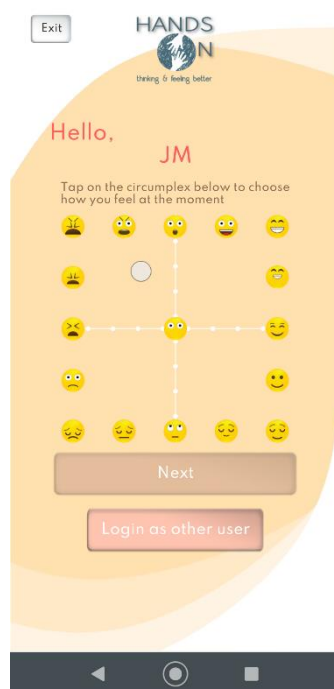 Exit
HANDS
ON
thinking & feeling better
Hello,
JM
Tap on the circumplex below to choose
how you feel at the moment
Next
Login as other user